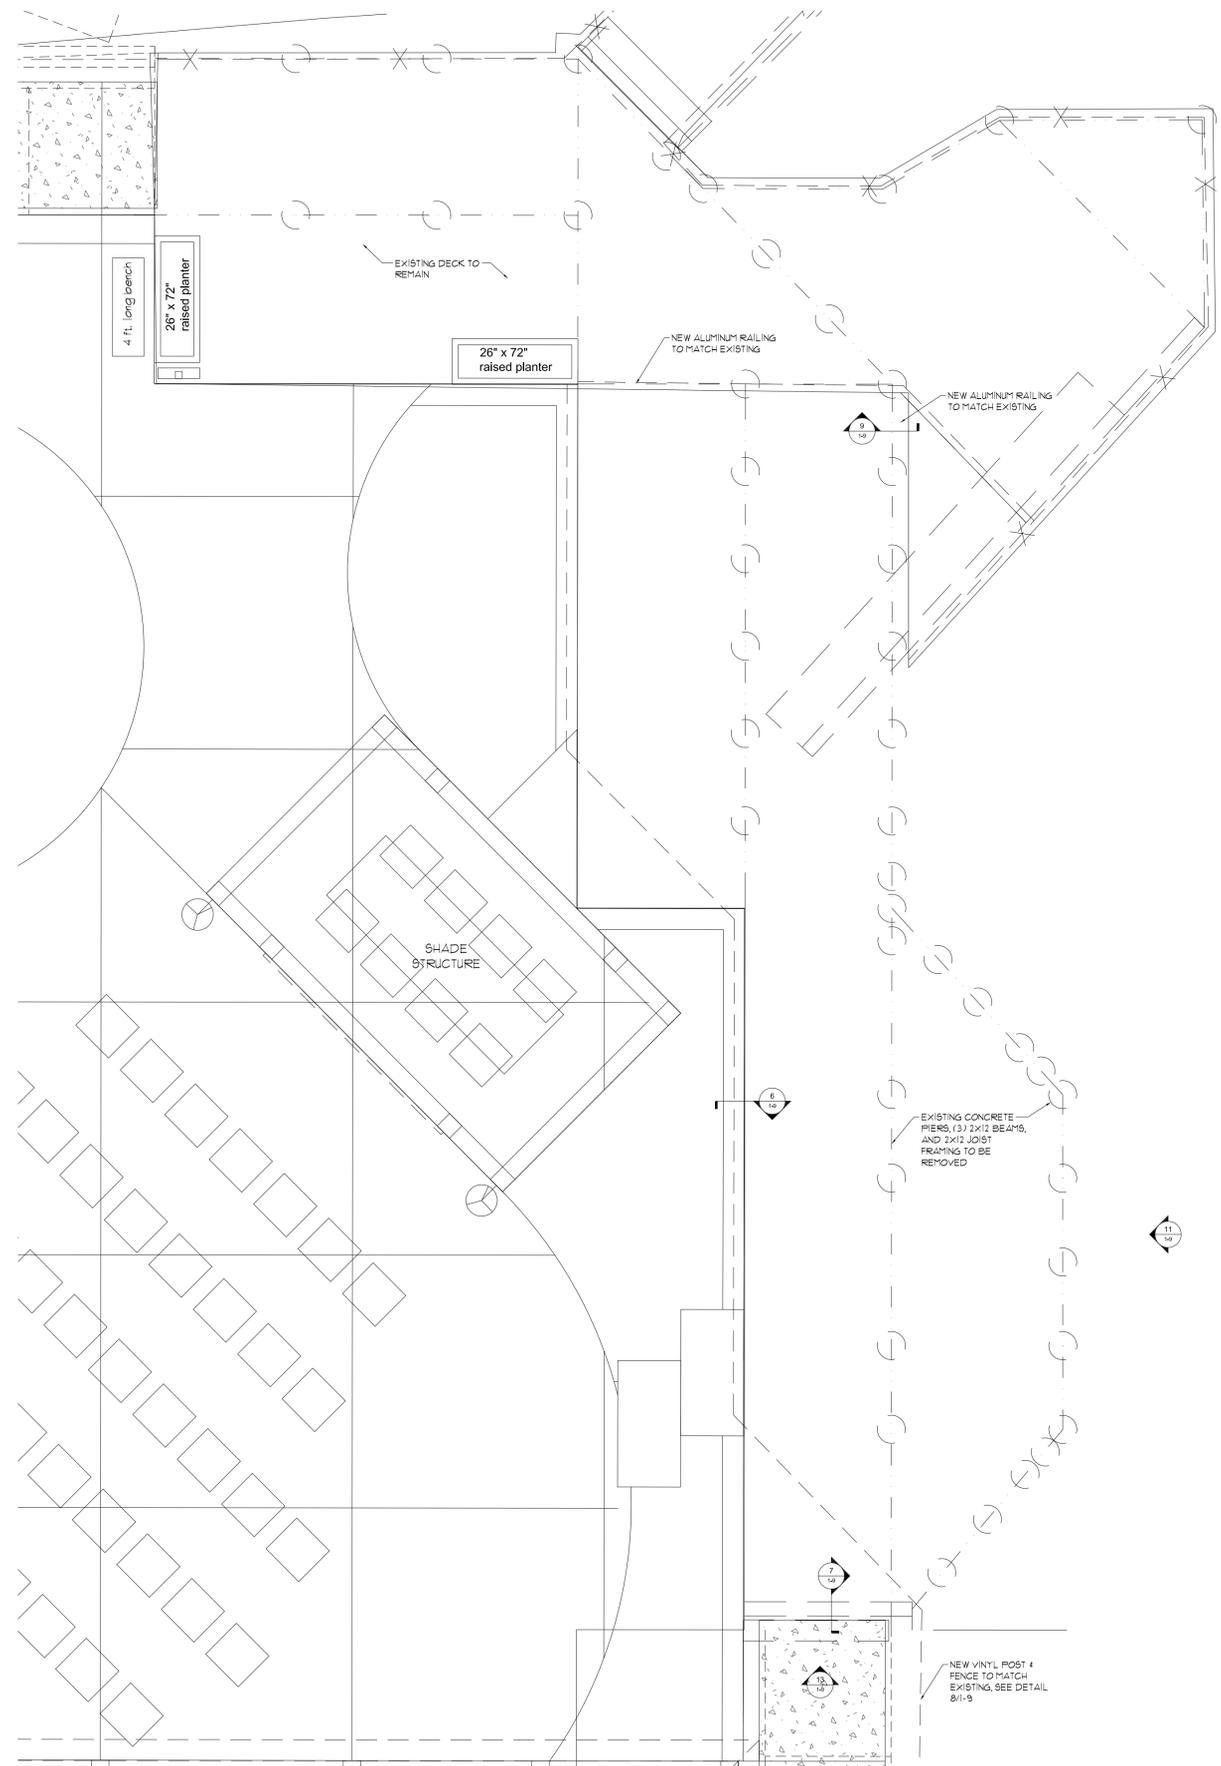 EXISTING DECK TO
REMAIN
4 ft. long bench
26" x 72"
raised planter
26" x 72"
raised planter
NEW ALUMINUM RAILING
TO MATCH EXISTING
NEW ALUMINUM RAILING
TO MATCH EXISTING
9
1-9
SHADE
STRUCTURE
6
1-9
EXISTING CONCRETE
PIERS, (3) 2X12 BEAMS,
AND 2X12 JOIST
FRAMING TO BE
REMOVED
11
1-9
7
1-9
NEW VINYL POST &
FENCE TO MATCH
EXISTING, SEE DETAIL
8/1-9
13
1-9